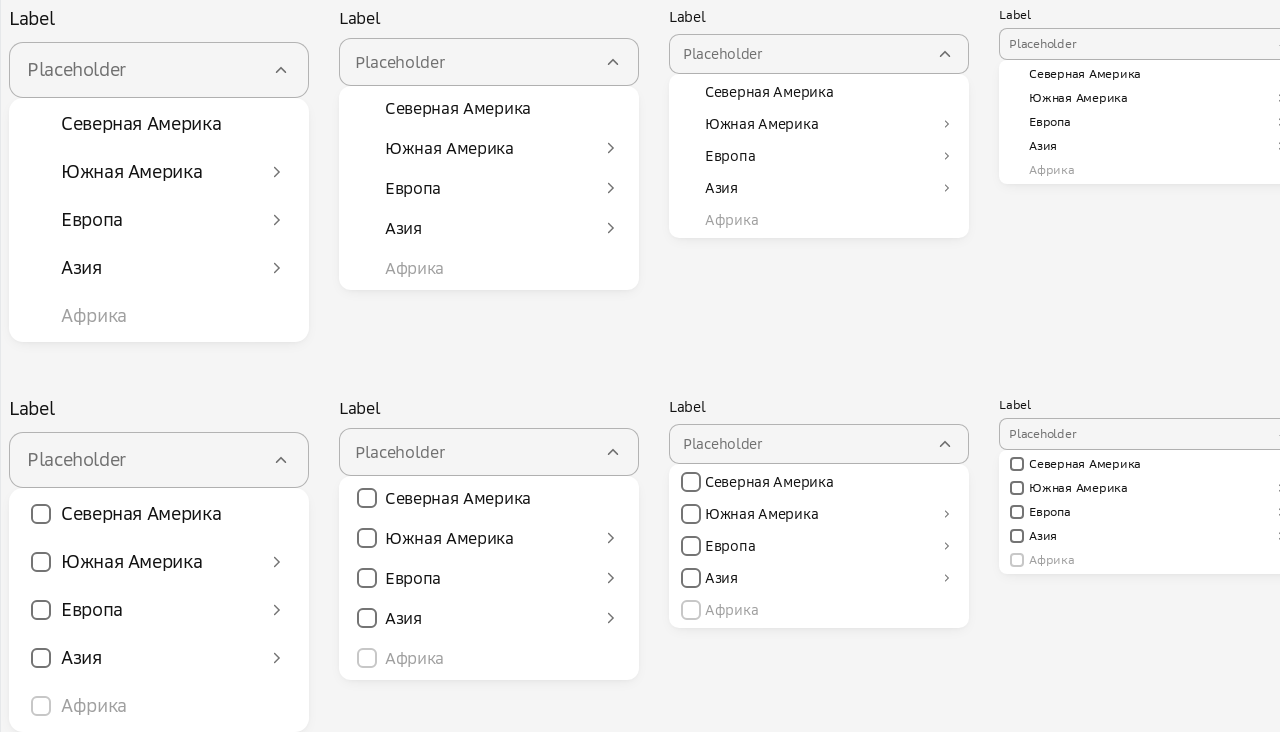 Label
Placeholder
Северная Америка
Южная Америка
Европа
Азия
Африка
Label
Placeholder
Северная Америка
Южная Америка
Европа
Азия
Африка
Label
Placeholder
Северная Америка
Южная Америка
Европа
Азия
Африка
Label
Placeholder
Северная Америка
Южная Америка
Европа
Азия
Африка
Label
Placeholder
Северная Америка
Южная Америка
Европа
Азия
Африка
Label
Placeholder
Северная Америка
Южная Америка
Европа
Азия
Африка
Label
Placeholder
Северная Америка
Южная Америка
Европа
Азия
Африка
Label
Placeholder
Северная Америка
Южная Америка
Европа
Азия
Африка